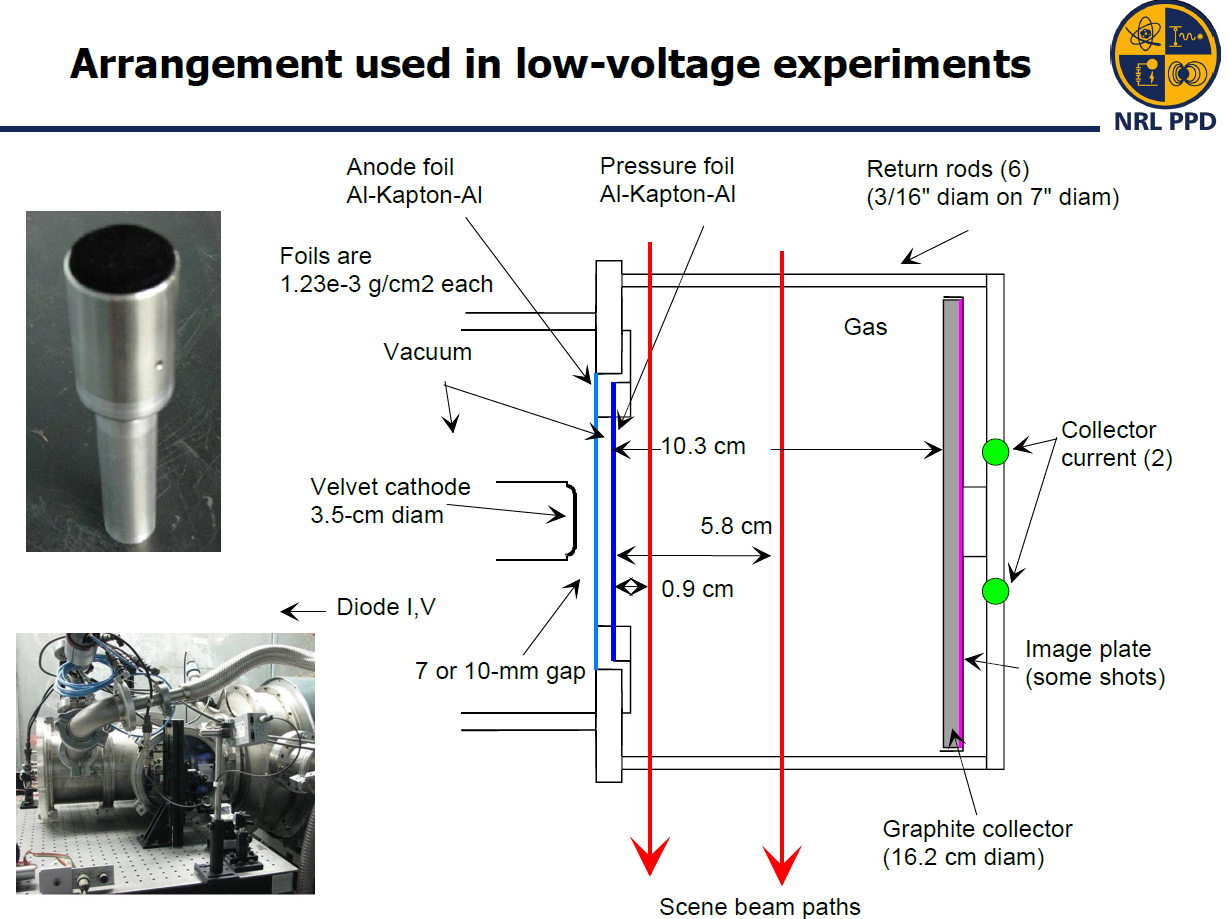 Arrangement used in low-voltage experiments
NRL PPD
Anode foil
Al-Kapton-Al
Pressure foil
Al-Kapton-Al
Return rods (6)
(3/16" diam on 7" diam)
Foils are
1.23e-3 g/cm2 each
Gas
Vacuum
10.3 cm
Collector
current (2)
Velvet cathode
3.5-cm diam
5.8 cm
0.9 cm
Diode I,V
7 or 10-mm gap
Image plate
(some shots)
Graphite collector
(16.2 cm diam)
Scene beam paths